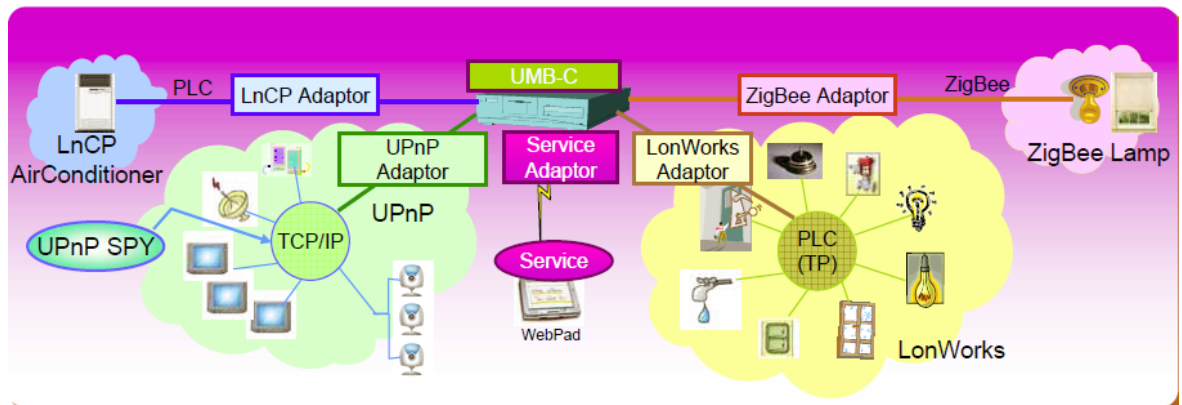 UMB-C
PLC
LnCP Adaptor
ZigBee Adaptor
ZigBee
LnCP
AirConditioner
UPnP
Adaptor
Service
Adaptor
LonWorks
Adaptor
ZigBee Lamp
UPnP
UPnP SPY
TCP/IP
Service
WebPad
PLC
(TP)
LonWorks